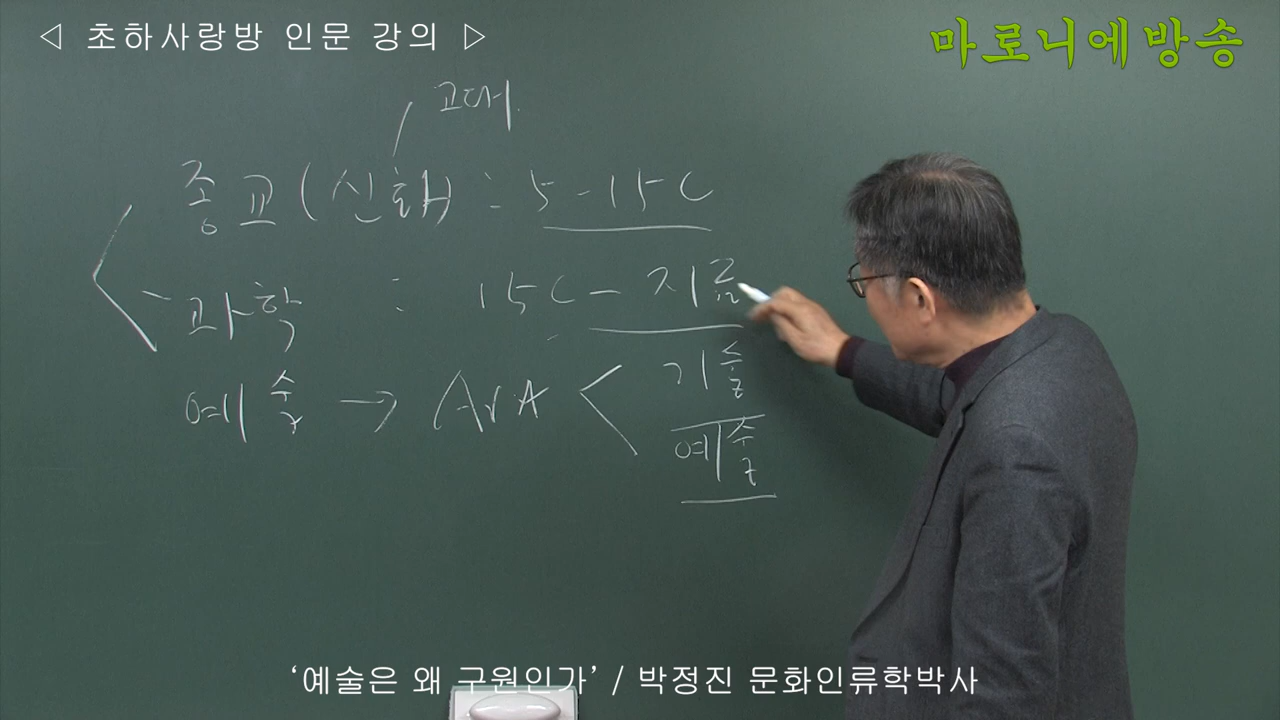 ◁ 초하사랑방 인문 강의 ▷
마로니에방송
고대.
종교(신화) : 5-15C
과학 : 15C - 지금
예술 → ArA
기술
예술
‘예술은 왜 구원인가’ / 박정진 문화인류학박사